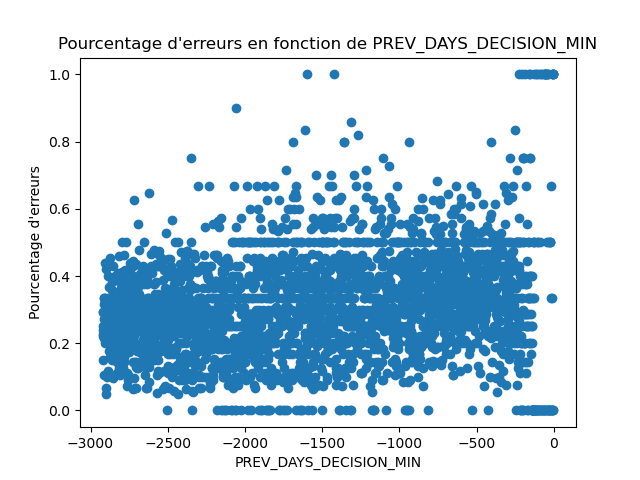 Pourcentage d'erreurs en fonction de PREV_DAYS_DECISION_MIN
1.0
0.8
0.6
0.4
0.2
0.0
Pourcentage d'erreurs
−3000 −2500 −2000 −1500 −1000 −500 0
PREV_DAYS_DECISION_MIN